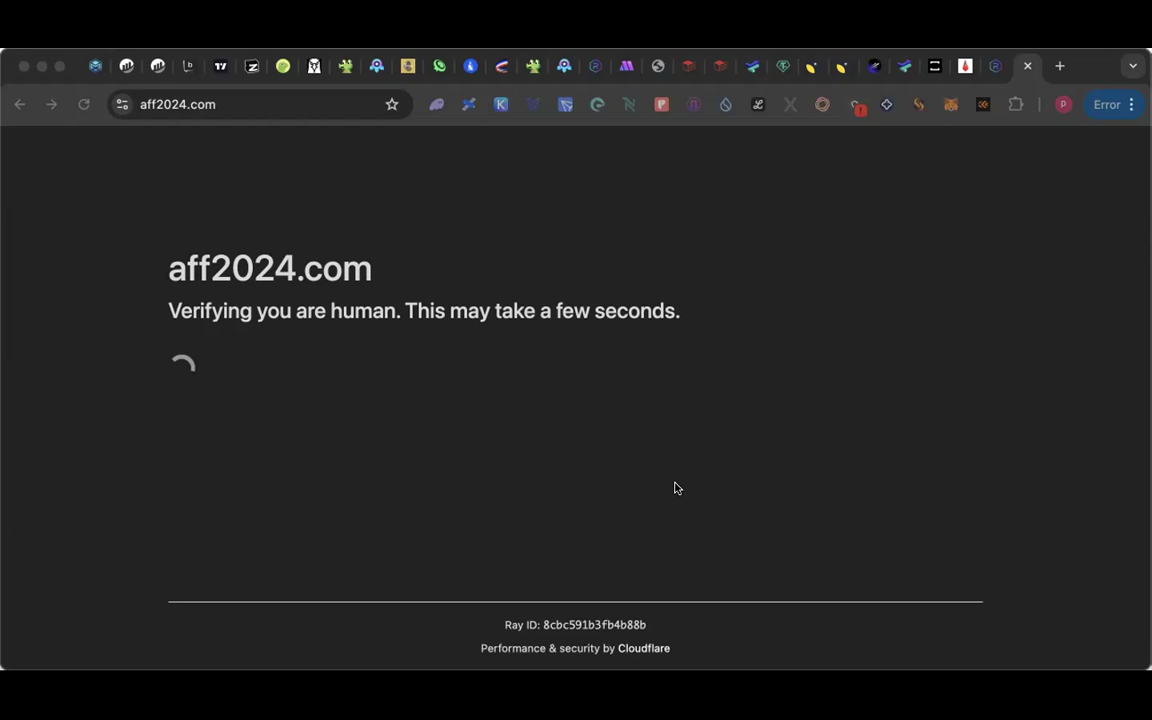 aff2024.com
Error
aff2024.com
Verifying you are human. This may take a few seconds.
Ray ID: 8cbc591b3fb4b88b
Performance & security by Cloudflare